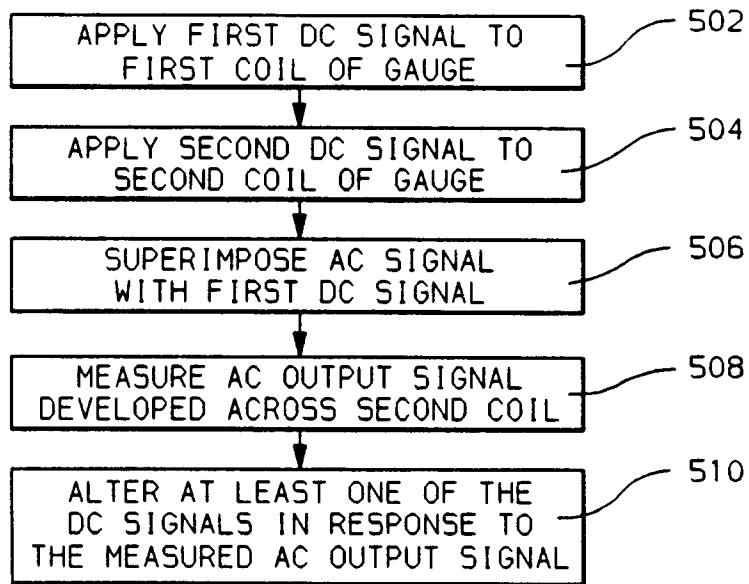 APPLY FIRST DC SIGNAL TO
FIRST COIL OF GAUGE
502
APPLY SECOND DC SIGNAL TO
SECOND COIL OF GAUGE
504
SUPERIMPOSE AC SIGNAL
WITH FIRST DC SIGNAL
506
MEASURE AC OUTPUT SIGNAL
DEVELOPED ACROSS SECOND COIL
508
ALTER AT LEAST ONE OF THE
DC SIGNALS IN RESPONSE TO
THE MEASURED AC OUTPUT SIGNAL
510